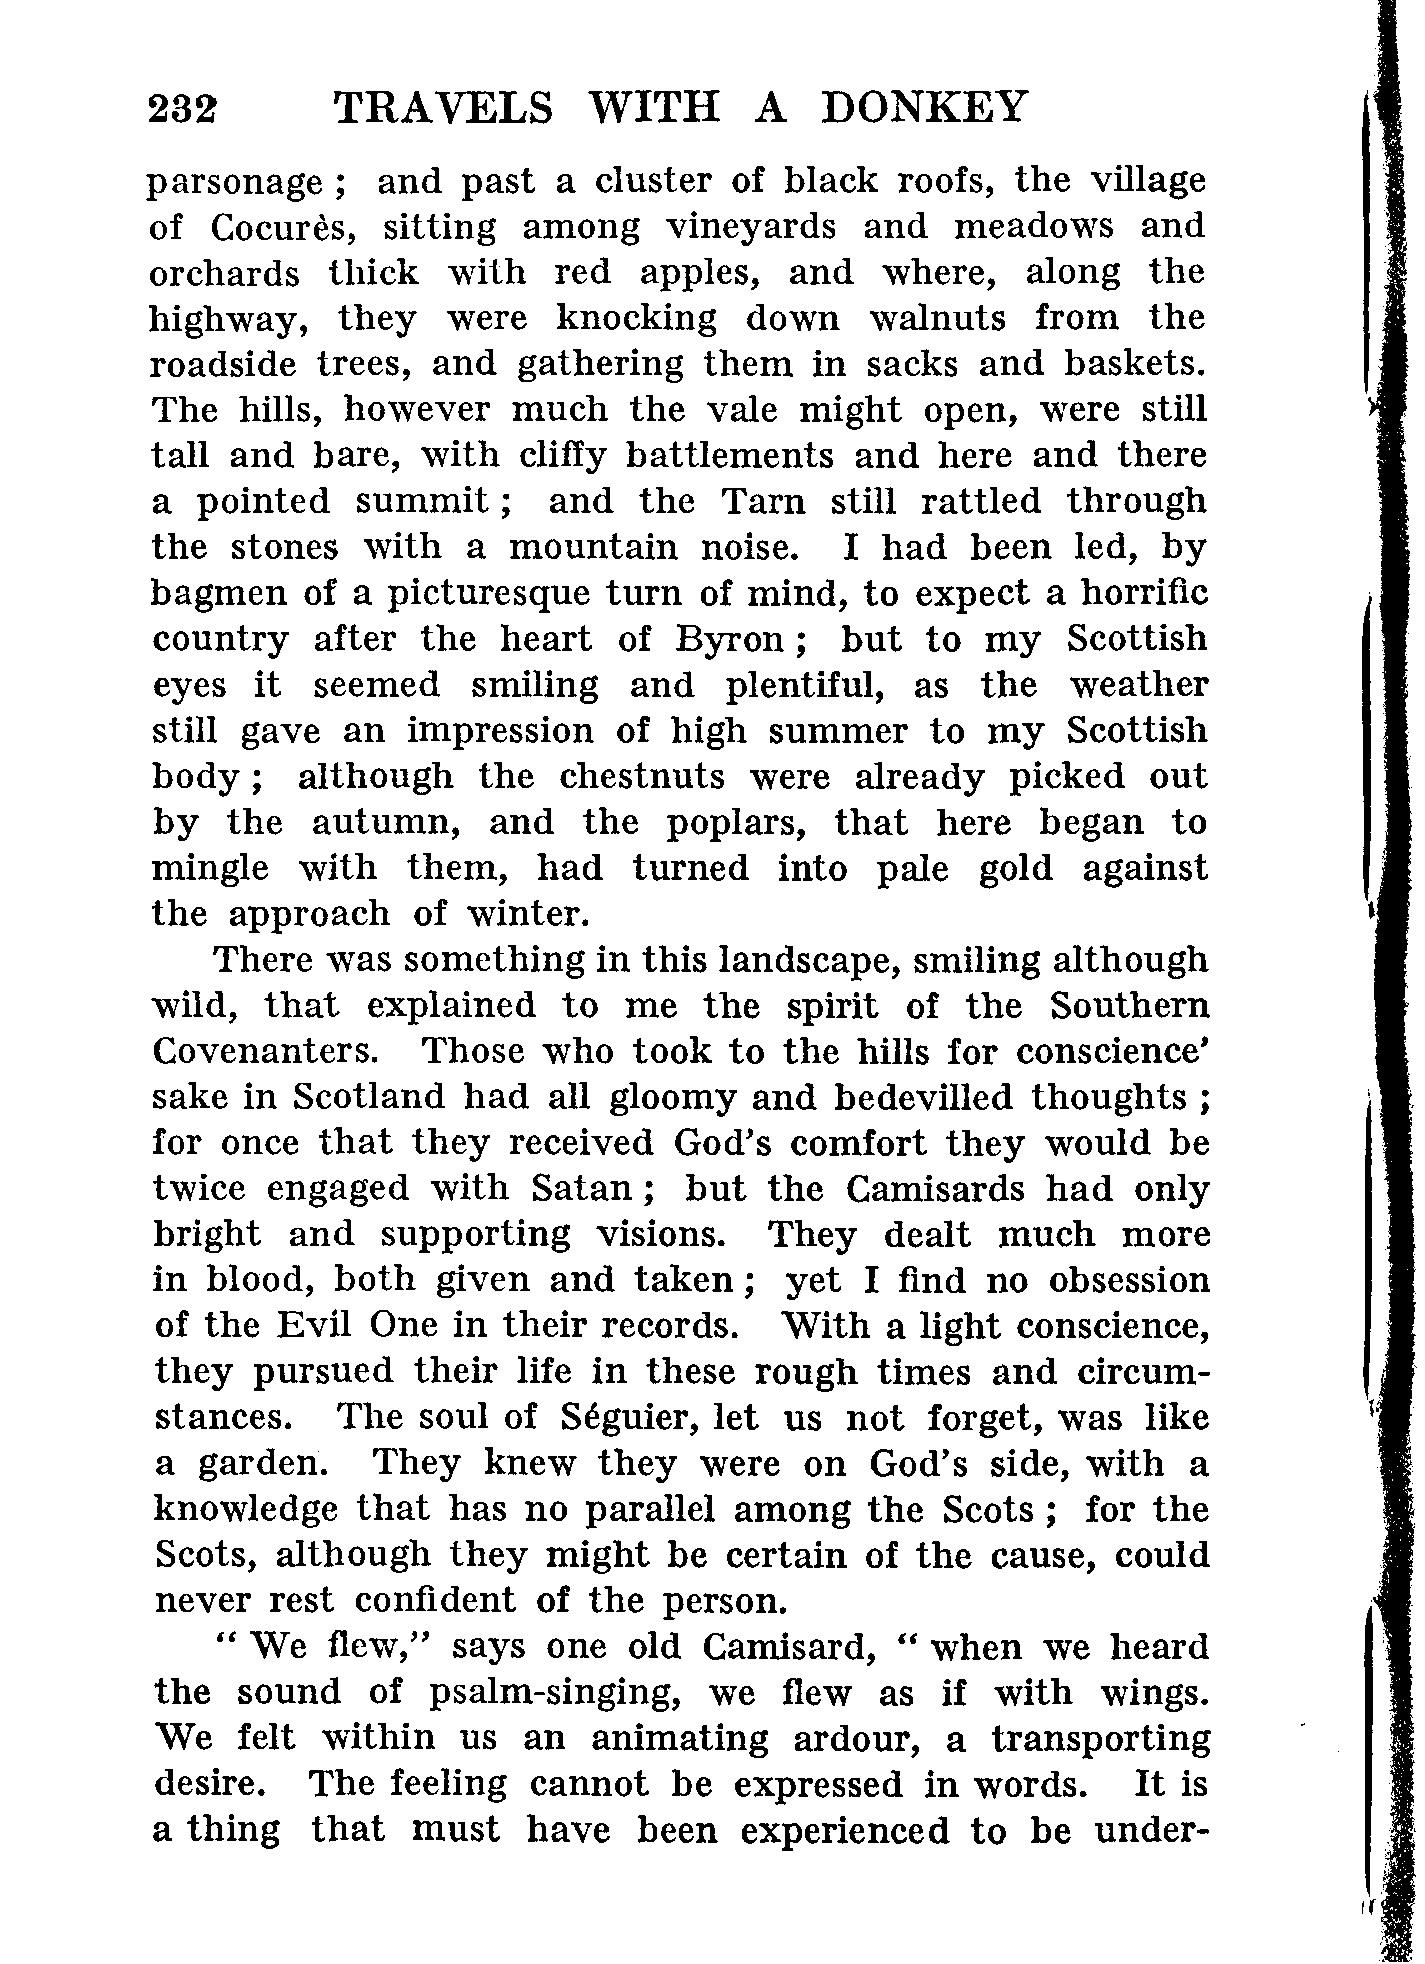 232 TRAVELS WITH A DONKEY
parsonage ; and past a cluster of black roofs, the village
of Cocurès, sitting among vineyards and meadows and
orchards thick with red apples, and where, along the
highway, they were knocking down walnuts from the
roadside trees, and gathering them in sacks and baskets.
The hills, however much the vale might open, were still
tall and bare, with cliffy battlements and here and there
a pointed summit ; and the Tarn still rattled through
the stones with a mountain noise. I had been led, by
bagmen of a picturesque turn of mind, to expect a horrific
country after the heart of Byron ; but to my Scottish
eyes it seemed smiling and plentiful, as the weather
still gave an impression of high summer to my Scottish
body ; although the chestnuts were already picked out
by the autumn, and the poplars, that here began to
mingle with them, had turned into pale gold against
the approach of winter.
There was something in this landscape, smiling although
wild, that explained to me the spirit of the Southern
Covenanters. Those who took to the hills for conscience'
sake in Scotland had all gloomy and bedevilled thoughts ;
for once that they received God's comfort they would be
twice engaged with Satan ; but the Camisards had only
bright and supporting visions. They dealt much more
in blood, both given and taken ; yet I find no obsession
of the Evil One in their records. With a light conscience,
they pursued their life in these rough times and circum-
stances. The soul of Séguier, let us not forget, was like
a garden. They knew they were on God's side, with a
knowledge that has no parallel among the Scots ; for the
Scots, although they might be certain of the cause, could
never rest confident of the person.
“ We flew,” says one old Camisard, “ when we heard
the sound of psalm-singing, we flew as if with wings.
We felt within us an animating ardour, a transporting
desire. The feeling cannot be expressed in words. It is
a thing that must have been experienced to be under-